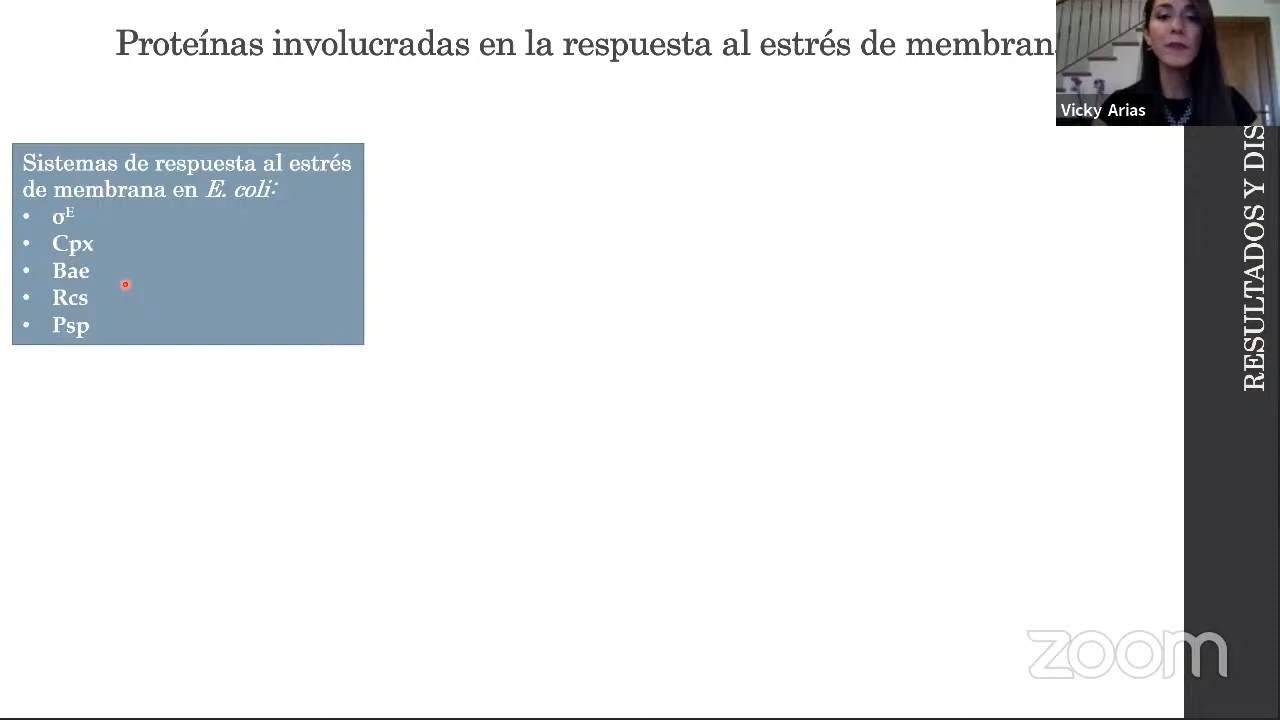 Proteínas involucradas en la respuesta al estrés de membran
Vicky Arias
Sistemas de respuesta al estrés
de membrana en E. coli:
• σᴱ
• Cpx
• Bae
• Rcs
• Psp
RESULTADOS Y DIS
zoom